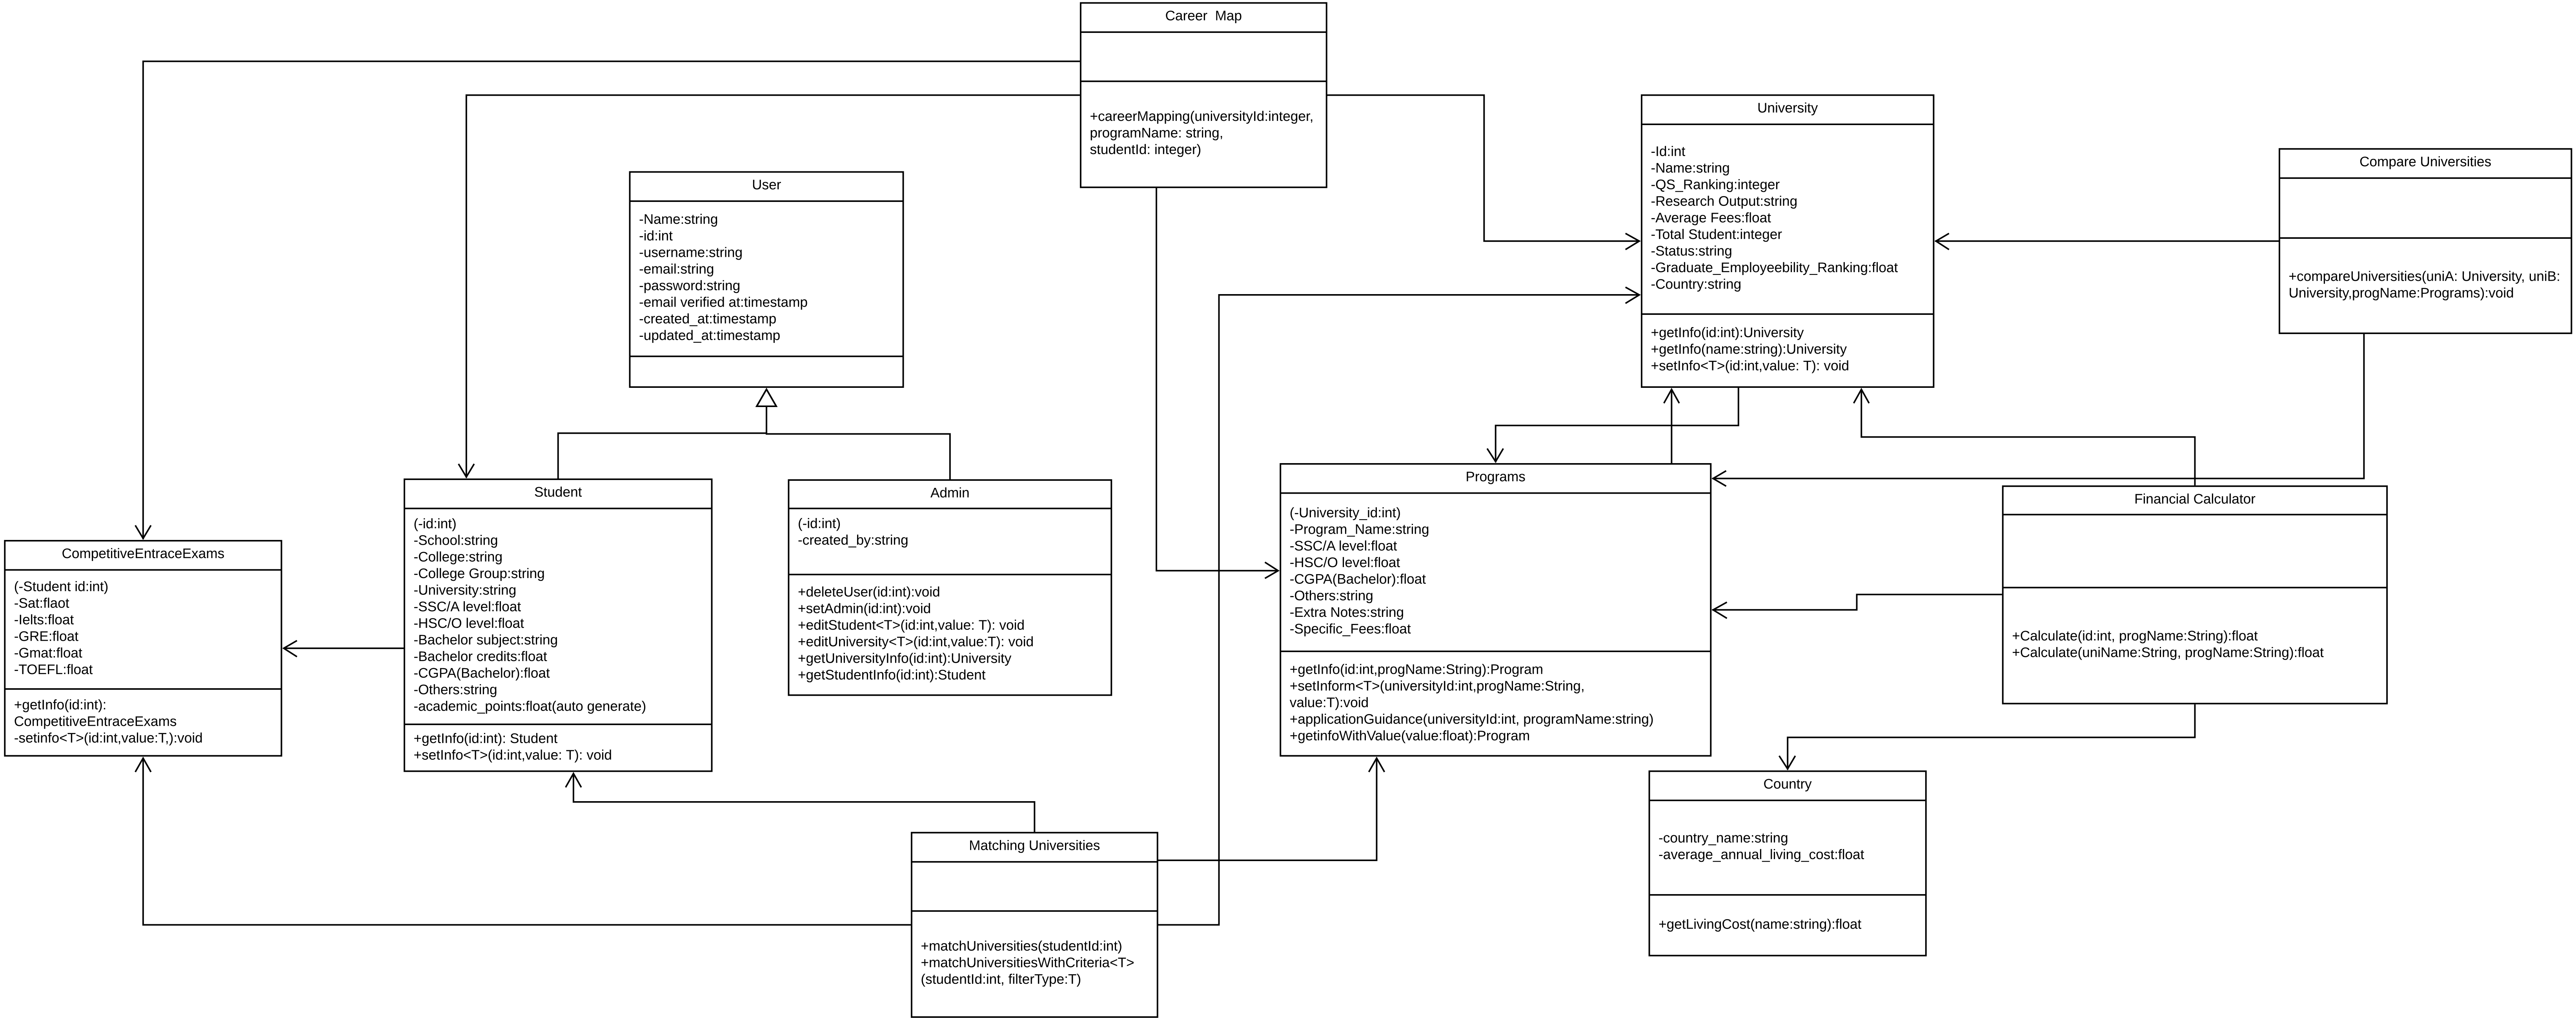 Career  Map
+careerMapping(universityId:integer,
programName: string,
studentId: integer)
User
-Name:string
-id:int
-username:string
-email:string
-password:string
-email verified at:timestamp
-created_at:timestamp
-updated_at:timestamp
University
-Id:int
-Name:string
-QS_Ranking:integer
-Research Output:string
-Average Fees:float
-Total Student:integer
-Status:string
-Graduate_Employeebility_Ranking:float
-Country:string
+getInfo(id:int):University
+getInfo(name:string):University
+setInfo<T>(id:int,value: T): void
Compare Universities
+compareUniversities(uniA: University, uniB:
University,progName:Programs):void
CompetitiveEntraceExams
(-Student id:int)
-Sat:flaot
-Ielts:float
-GRE:float
-Gmat:float
-TOEFL:float
+getInfo(id:int):
CompetitiveEntraceExams
-setinfo<T>(id:int,value:T,):void
Student
(-id:int)
-School:string
-College:string
-College Group:string
-University:string
-SSC/A level:float
-HSC/O level:float
-Bachelor subject:string
-Bachelor credits:float
-CGPA(Bachelor):float
-Others:string
-academic_points:float(auto generate)
+getInfo(id:int): Student
+setInfo<T>(id:int,value: T): void
Admin
(-id:int)
-created_by:string
+deleteUser(id:int):void
+setAdmin(id:int):void
+editStudent<T>(id:int,value: T): void
+editUniversity<T>(id:int,value:T): void
+getUniversityInfo(id:int):University
+getStudentInfo(id:int):Student
Programs
(-University_id:int)
-Program_Name:string
-SSC/A level:float
-HSC/O level:float
-CGPA(Bachelor):float
-Others:string
-Extra Notes:string
-Specific_Fees:float
+getInfo(id:int,progName:String):Program
+setInform<T>(universityId:int,progName:String,
value:T):void
+applicationGuidance(universityId:int, programName:string)
+getinfoWithValue(value:float):Program
Financial Calculator
+Calculate(id:int, progName:String):float
+Calculate(uniName:String, progName:String):float
Country
-country_name:string
-average_annual_living_cost:float
+getLivingCost(name:string):float
Matching Universities
+matchUniversities(studentId:int)
+matchUniversitiesWithCriteria<T>
(studentId:int, filterType:T)